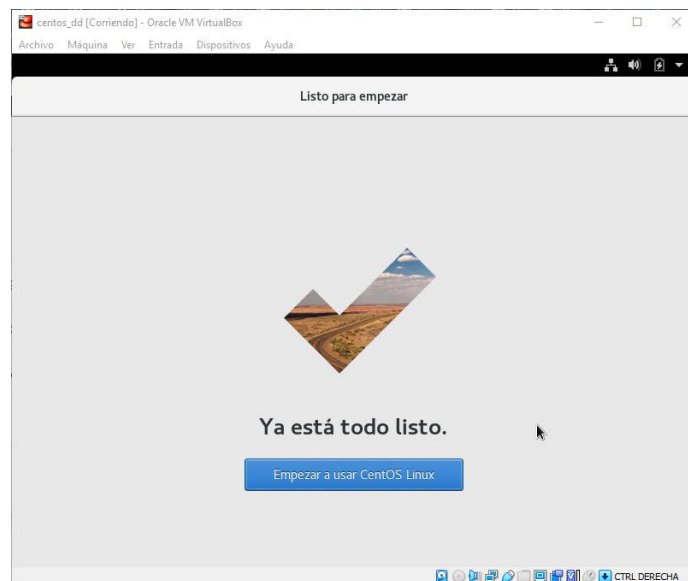 centos_dd [Corriendo] - Oracle VM VirtualBox
Archivo Máquina Ver Entrada Dispositivos Ayuda
Listo para empezar
Ya está todo listo.
Empezar a usar CentOS Linux
CTRL DERECHA